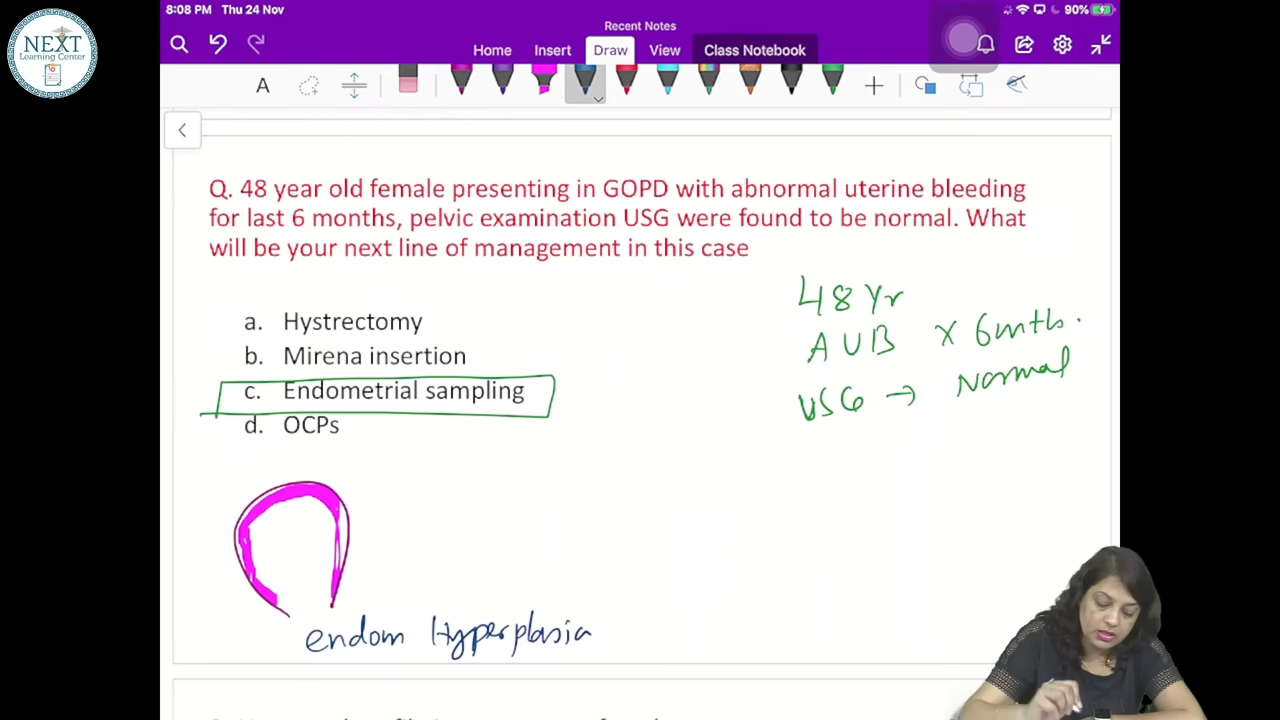 8:08 PM Thu 24 Nov
90%
Recent Notes
NEXT
Learning Center
Home Insert Draw View Class Notebook
A
Q. 48 year old female presenting in GOPD with abnormal uterine bleeding
for last 6 months, pelvic examination USG were found to be normal. What
will be your next line of management in this case
a. Hystrectomy
b. Mirena insertion
c. Endometrial sampling
d. OCPs
48 Yr
AUB X 6mnths.
USG → Normal
endom Hyperplasia